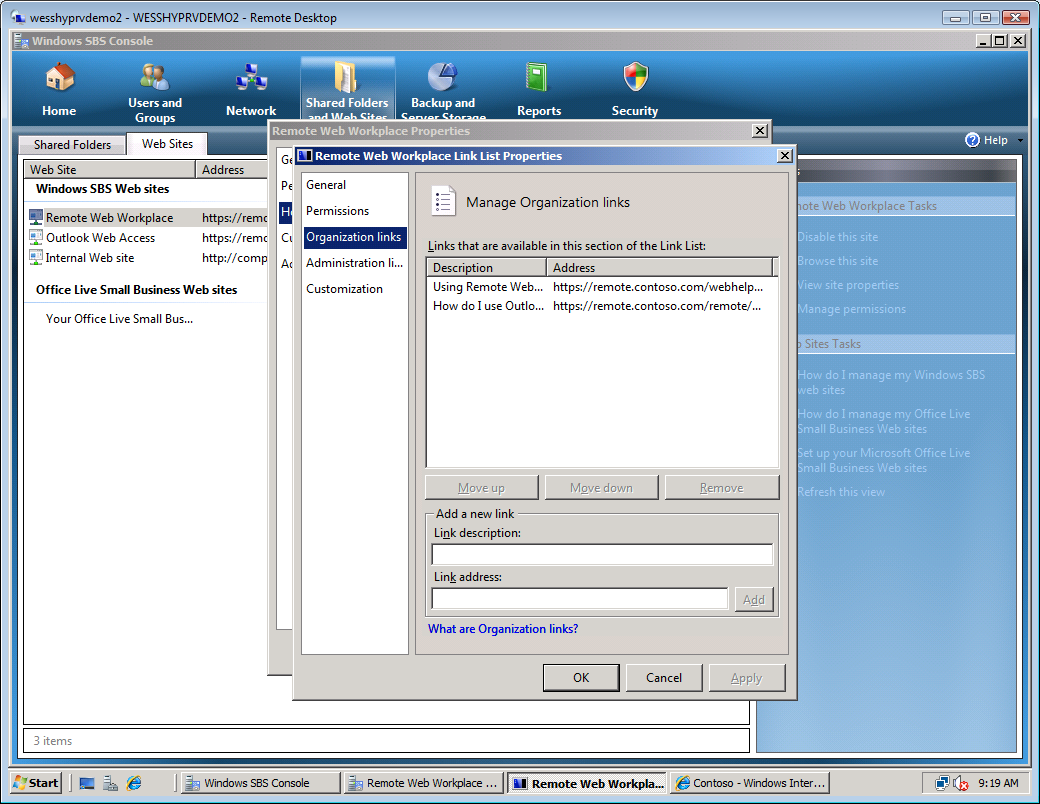 wesshyprvdemo2 - WESSHYPRVDEMO2 - Remote Desktop
Windows SBS Console
Home
Users and
Groups
Network
Shared Folders
and Web Sites
Backup and
Server Storage
Reports
Security
Remote Web Workplace Properties
Shared Folders
Web Sites
Help
Remote Web Workplace Link List Properties
Web Site
Address
Windows SBS Web sites
Remote Web Workplace
https://remo
Outlook Web Access
https://remo
Internal Web site
http://comp
Office Live Small Business Web sites
Your Office Live Small Bus...
General
Permissions
Organization links
Administration li...
Customization
Manage Organization links
Links that are available in this section of the Link List:
Description
Address
Using Remote Web...
https://remote.contoso.com/webhelp...
How do I use Outlo...
https://remote.contoso.com/remote/...
Move up
Move down
Remove
Add a new link
Link description:
Link address:
Add
What are Organization links?
OK
Cancel
Apply
ote Web Workplace Tasks
Disable this site
Browse this site
View site properties
Manage permissions
Sites Tasks
How do I manage my Windows SBS
web sites
How do I manage my Office Live
Small Business Web sites
Set up your Microsoft Office Live
Small Business Web sites
Refresh this view
3 items
Start
Windows SBS Console
Remote Web Workplace ...
Remote Web Workpla...
Contoso - Windows Inter...
9:19 AM